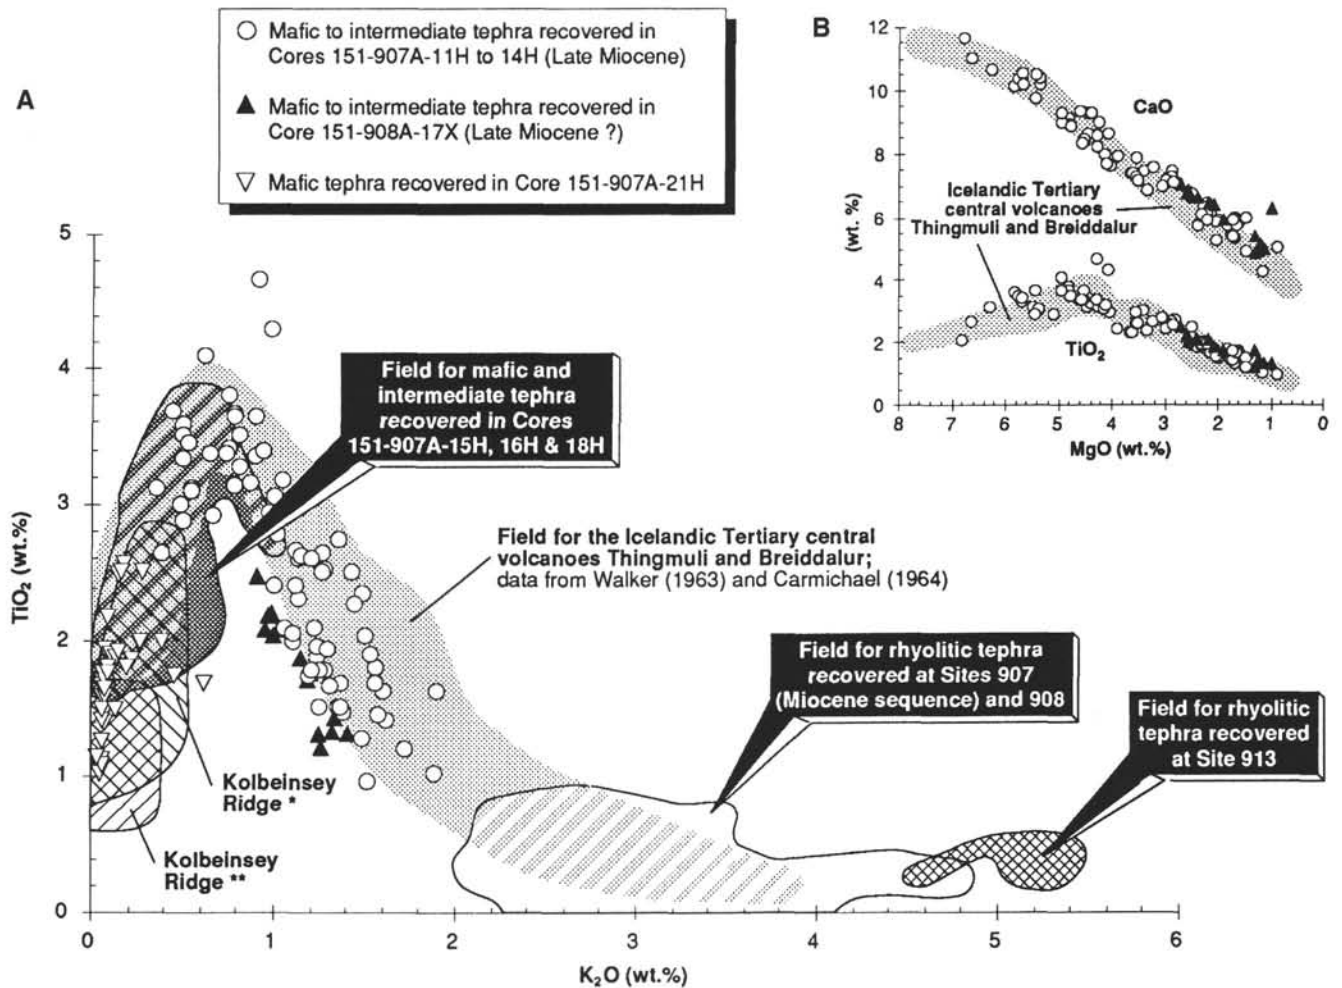 Mafic to intermediate tephra recovered in
Cores 151-907A-11H to 14H (Late Miocene)
Mafic to intermediate tephra recovered in
Core 151-908A-17X (Late Miocene ?)
Mafic tephra recovered in Core 151-907A-21H
A
5
4
3
2
1
0
TiO2 (wt.%)
0
1
2
3
4
5
6
K2O (wt.%)
Field for mafic and
intermediate tephra
recovered in Cores
151-907A-15H, 16H & 18H
Field for the Icelandic Tertiary central
volcanoes Thingmuli and Breiddalur;
data from Walker (1963) and Carmichael (1964)
Field for rhyolitic tephra
recovered at Sites 907
(Miocene sequence) and 908
Field for rhyolitic
tephra recovered
at Site 913
Kolbeinsey
Ridge *
Kolbeinsey
Ridge **
B
12
10
8
6
4
2
0
(wt. %)
CaO
Icelandic Tertiary
central volcanoes
Thingmuli and Breiddalur
TiO2
8
7
6
5
4
3
2
1
0
MgO (wt.%)